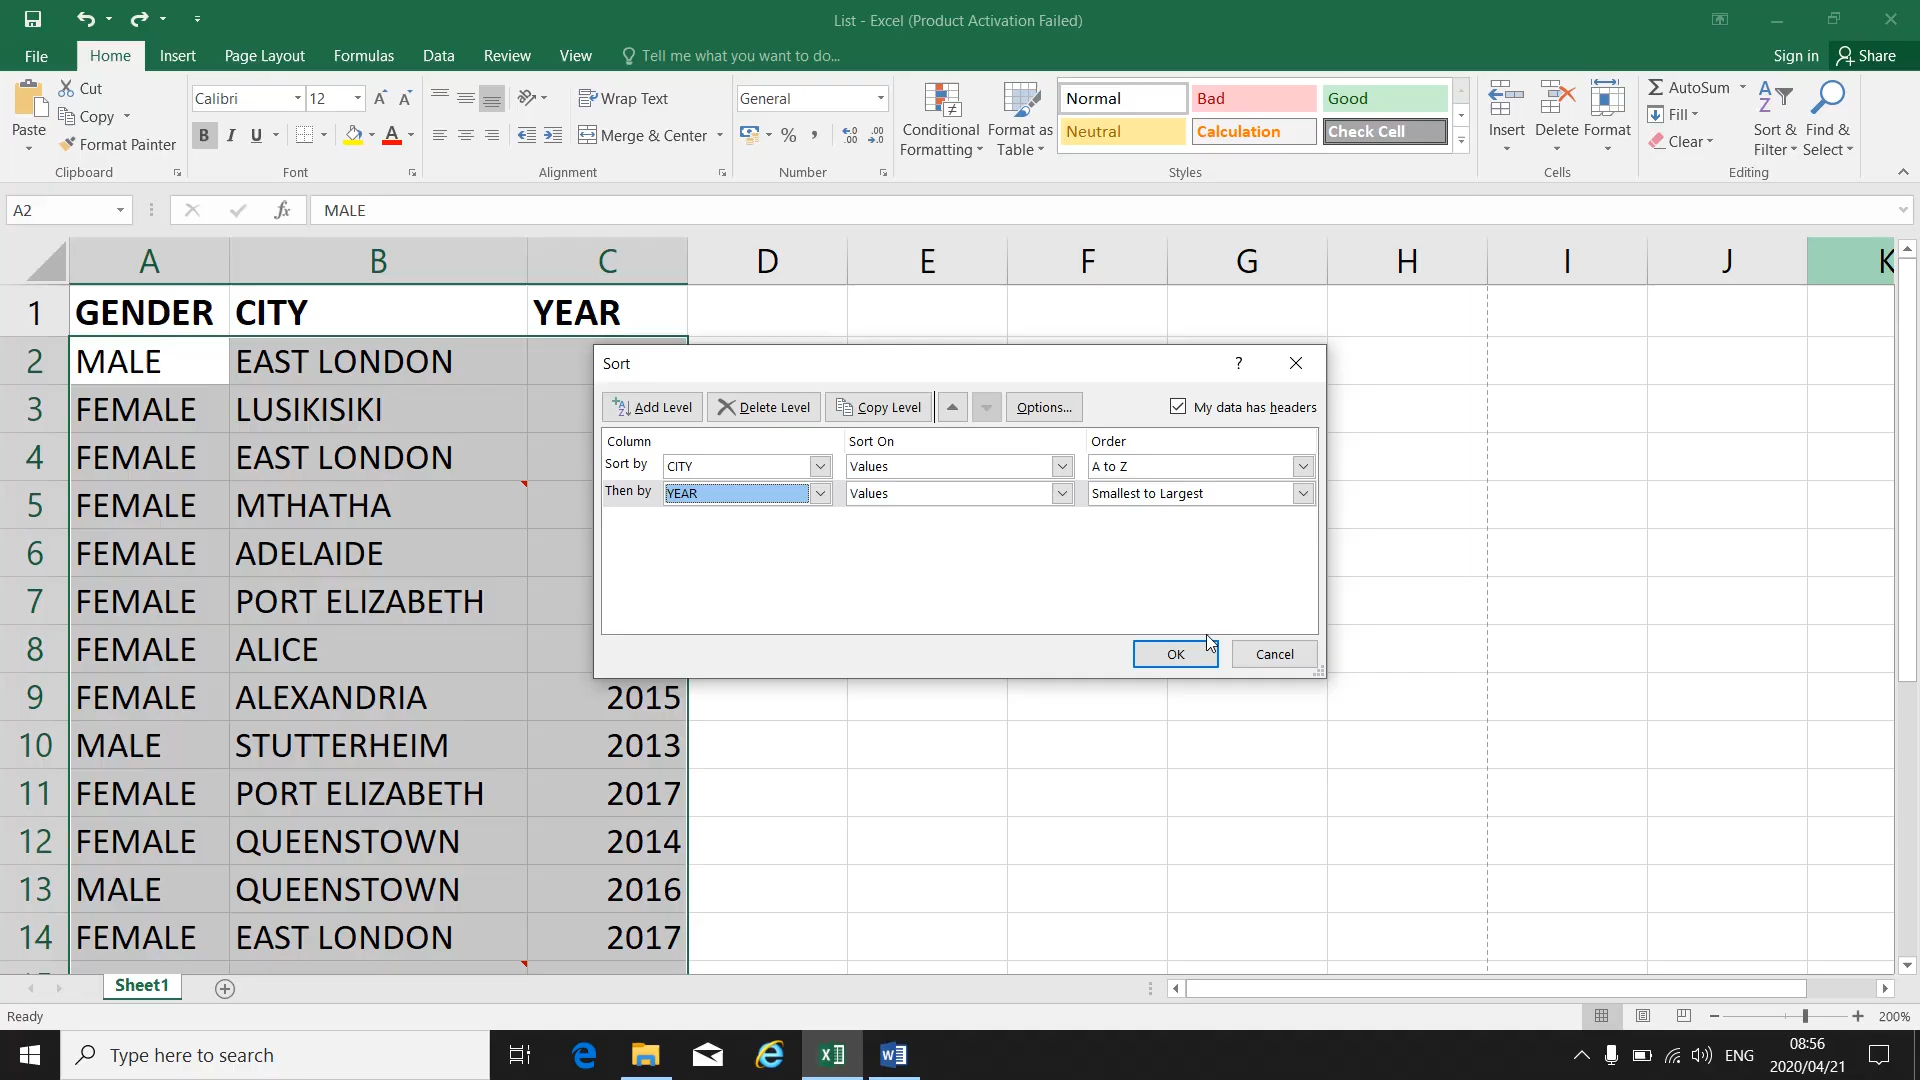 List - Excel (Product Activation Failed)
File Home Insert Page Layout Formulas Data Review View Tell me what you want to do... Sign in Share
Paste Cut Copy Format Painter Clipboard
Calibri 12 B I U A Font
Wrap Text Merge & Center Alignment
General % , Number
Conditional Formatting Format as Table
Normal Bad Good
Neutral Calculation Check Cell
Styles
Insert Delete Format Cells
AutoSum Fill Clear Sort & Filter Find & Select Editing
A2 fx MALE
A B C D E F G H I J K
1 GENDER CITY YEAR
2 MALE EAST LONDON
3 FEMALE LUSIKISIKI
4 FEMALE EAST LONDON
5 FEMALE MTHATHA
6 FEMALE ADELAIDE
7 FEMALE PORT ELIZABETH
8 FEMALE ALICE
9 FEMALE ALEXANDRIA 2015
10 MALE STUTTERHEIM 2013
11 FEMALE PORT ELIZABETH 2017
12 FEMALE QUEENSTOWN 2014
13 MALE QUEENSTOWN 2016
14 FEMALE EAST LONDON 2017
Sort ?
Add Level Delete Level Copy Level Options... My data has headers
Column Sort On Order
Sort by CITY Values A to Z
Then by YEAR Values Smallest to Largest
OK Cancel
Sheet1
Ready 200%
Type here to search ENG 08:56
2020/04/21